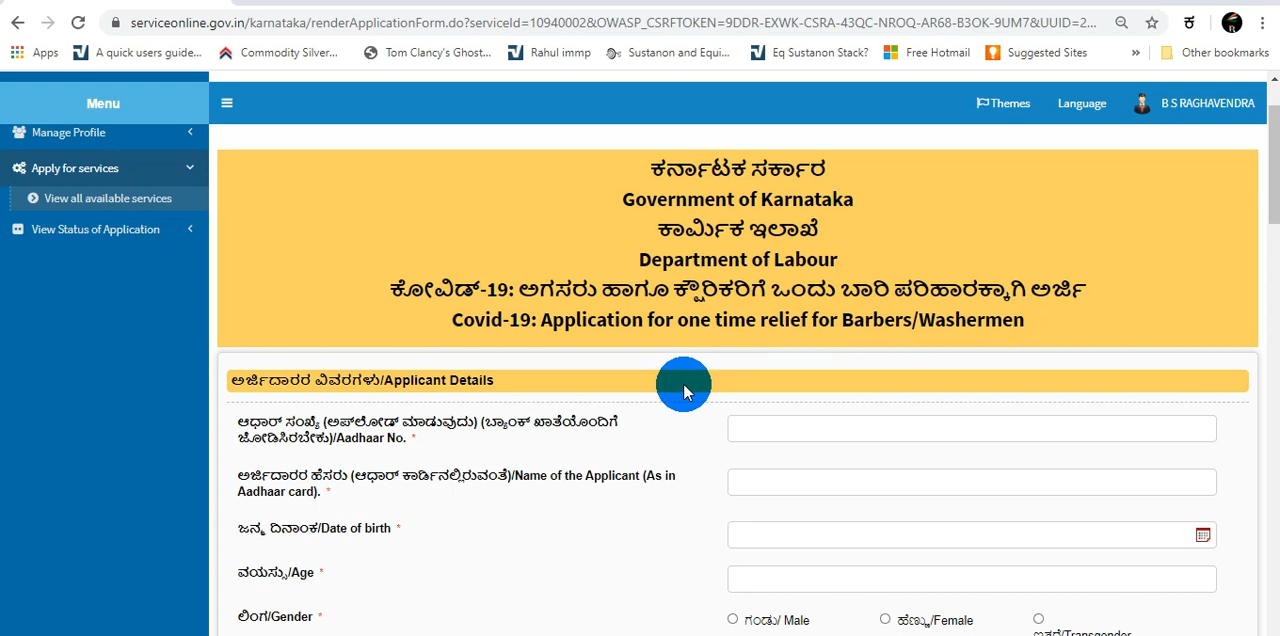 serviceonline.gov.in/karnataka/renderApplicationForm.do?serviceId=10940002&OWASP_CSRFTOKEN=9DDR-EXWK-CSRA-43QC-NROQ-AR68-B3OK-9UM7&UUID=2...
Apps A quick users guide... Commodity Silver... Tom Clancy's Ghost... Rahul immp Sustanon and Equi... Eq Sustanon Stack? Free Hotmail Suggested Sites » Other bookmarks
Menu Themes Language B S RAGHAVENDRA
Manage Profile
Apply for services
View all available services
View Status of Application
ಕರ್ನಾಟಕ ಸರ್ಕಾರ
Government of Karnataka
ಕಾರ್ಮಿಕ ಇಲಾಖೆ
Department of Labour
ಕೋವಿಡ್-19: ಅಗಸರು ಹಾಗೂ ಕ್ಷೌರಿಕರಿಗೆ ಒಂದು ಬಾರಿ ಪರಿಹಾರಕ್ಕಾಗಿ ಅರ್ಜಿ
Covid-19: Application for one time relief for Barbers/Washermen
ಅರ್ಜಿದಾರರ ವಿವರಗಳು/Applicant Details
ಆಧಾರ್ ಸಂಖ್ಯೆ (ಅಪ್‌ಲೋಡ್ ಮಾಡುವುದು) (ಬ್ಯಾಂಕ್ ಖಾತೆಯೊಂದಿಗೆ
ಜೋಡಿಸಿರಬೇಕು)/Aadhaar No. *
ಅರ್ಜಿದಾರರ ಹೆಸರು (ಆಧಾರ್ ಕಾರ್ಡಿನಲ್ಲಿರುವಂತೆ)/Name of the Applicant (As in
Aadhaar card). *
ಜನ್ಮ ದಿನಾಂಕ/Date of birth *
ವಯಸ್ಸು/Age *
ಲಿಂಗ/Gender * ಗಂಡು/ Male ಹೆಣ್ಣು/Female
ಇತರೆ/Transgender